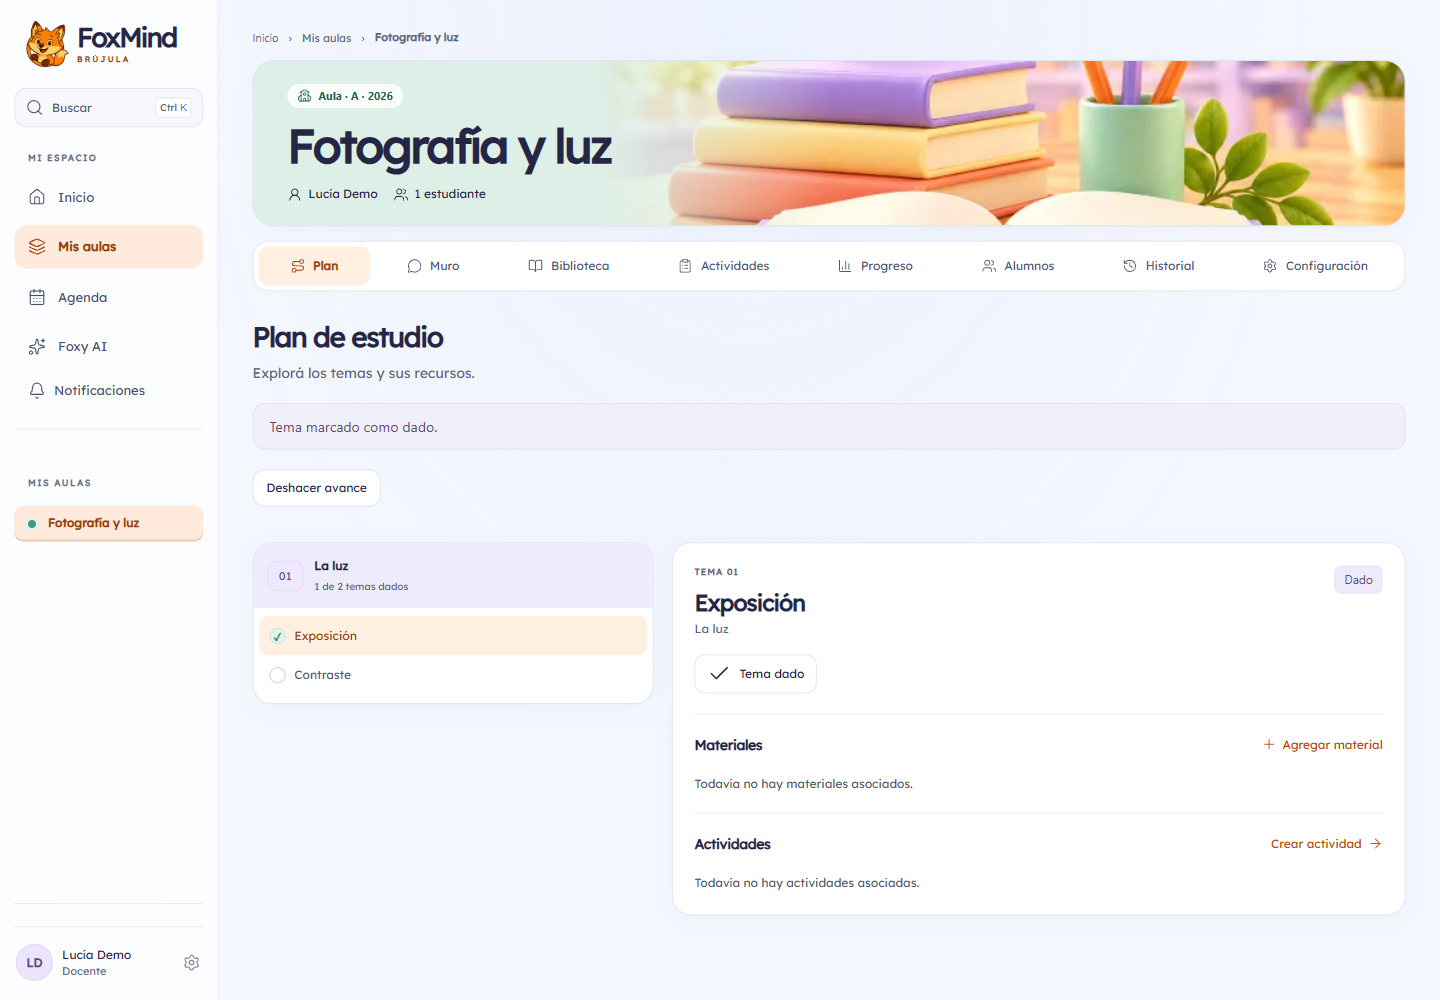 FoxMind
BRÚJULA
Buscar
Ctrl K
MI ESPACIO
Inicio
Mis aulas
Agenda
Foxy AI
Notificaciones
MIS AULAS
Fotografía y luz
LD
Lucía Demo
Docente
Inicio › Mis aulas › Fotografía y luz
Aula · A · 2026
Fotografía y luz
Lucía Demo
1 estudiante
Plan
Muro
Biblioteca
Actividades
Progreso
Alumnos
Historial
Configuración
Plan de estudio
Explorá los temas y sus recursos.
Tema marcado como dado.
Deshacer avance
01
La luz
1 de 2 temas dados
Exposición
Contraste
TEMA 01
Dado
Exposición
La luz
Tema dado
Materiales
Agregar material
Todavía no hay materiales asociados.
Actividades
Crear actividad
Todavía no hay actividades asociadas.